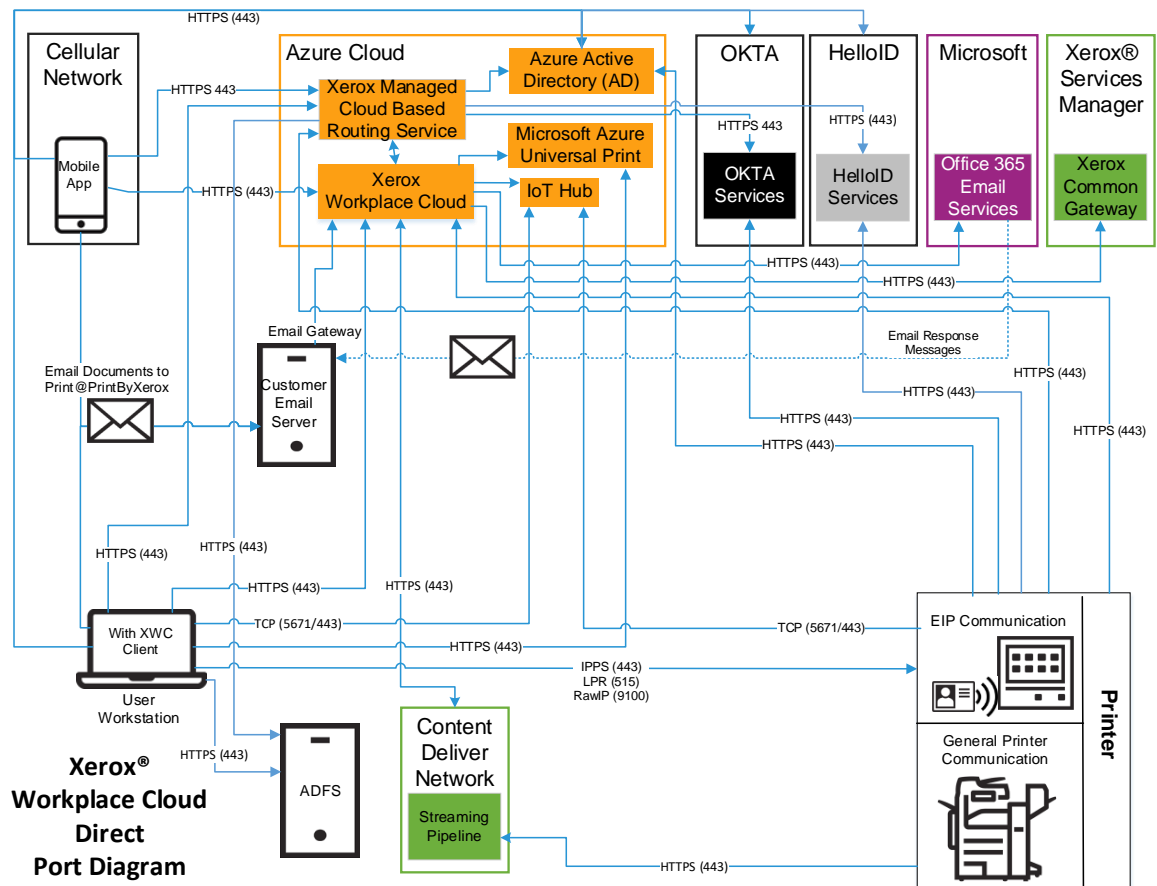 HTTPS (443)
Cellular
Network
Mobile
App
Azure Cloud
Azure Active
Directory (AD)
Xerox Managed
Cloud Based
Routing Service
Microsoft Azure
Universal Print
Xerox
Workplace Cloud
IoT Hub
HTTPS 443
HTTPS (443)
OKTA
HTTPS 443
OKTA
Services
HelloID
HTTPS (443)
HelloID
Services
Microsoft
Office 365
Email
Services
Xerox®
Services
Manager
Xerox
Common
Gateway
HTTPS (443)
HTTPS (443)
Email Gateway
Email Response
Messages
Email Documents to
Print@PrintByXerox
Customer
Email
Server
HTTPS (443)
HTTPS (443)
HTTPS (443)
HTTPS (443)
HTTPS (443)
HTTPS (443)
HTTPS (443)
HTTPS (443)
HTTPS (443)
With XWC
Client
User
Workstation
TCP (5671/443)
HTTPS (443)
TCP (5671/443)
IPPS (443)
LPR (515)
RawIP (9100)
EIP Communication
Printer
General Printer
Communication
HTTPS (443)
ADFS
Content
Deliver
Network
Streaming
Pipeline
HTTPS (443)
Xerox®
Workplace Cloud
Direct
Port Diagram